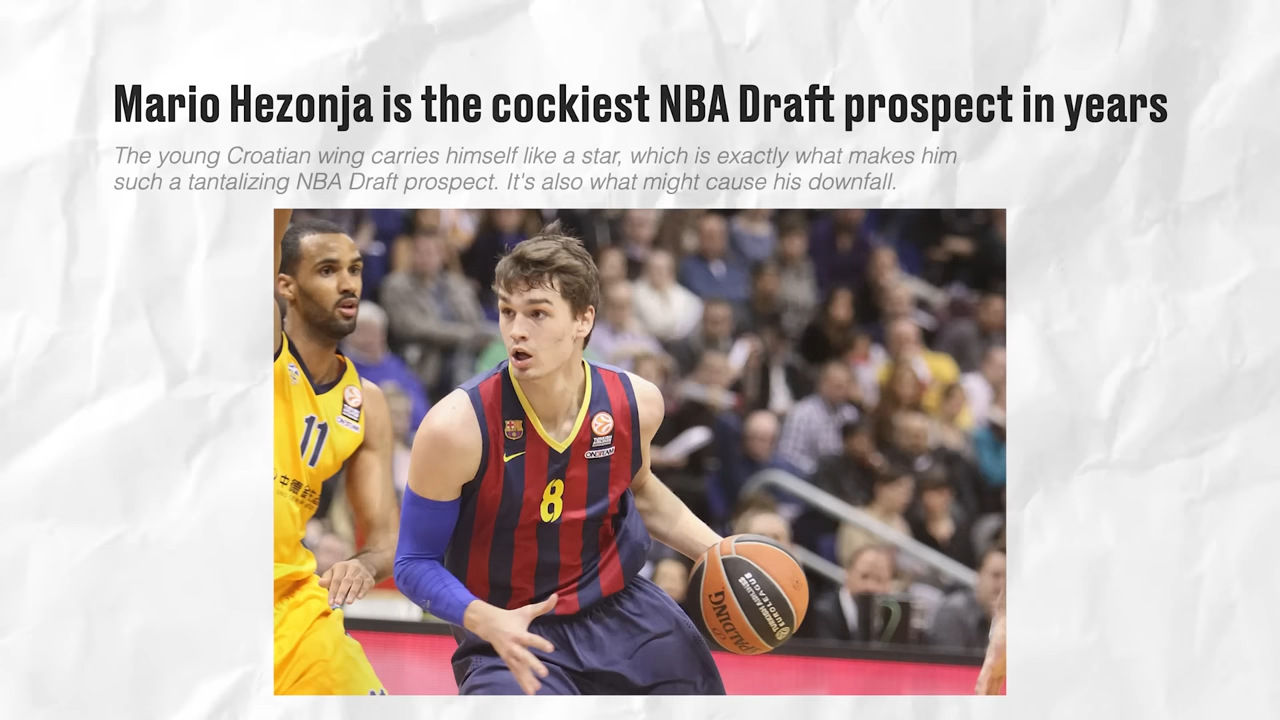 Mario Hezonja is the cockiest NBA Draft prospect in years
The young Croatian wing carries himself like a star, which is exactly what makes him
such a tantalizing NBA Draft prospect. It's also what might cause his downfall.
11
8
TURKISH AIRLINES
EUROLEAGUE
SPALDING